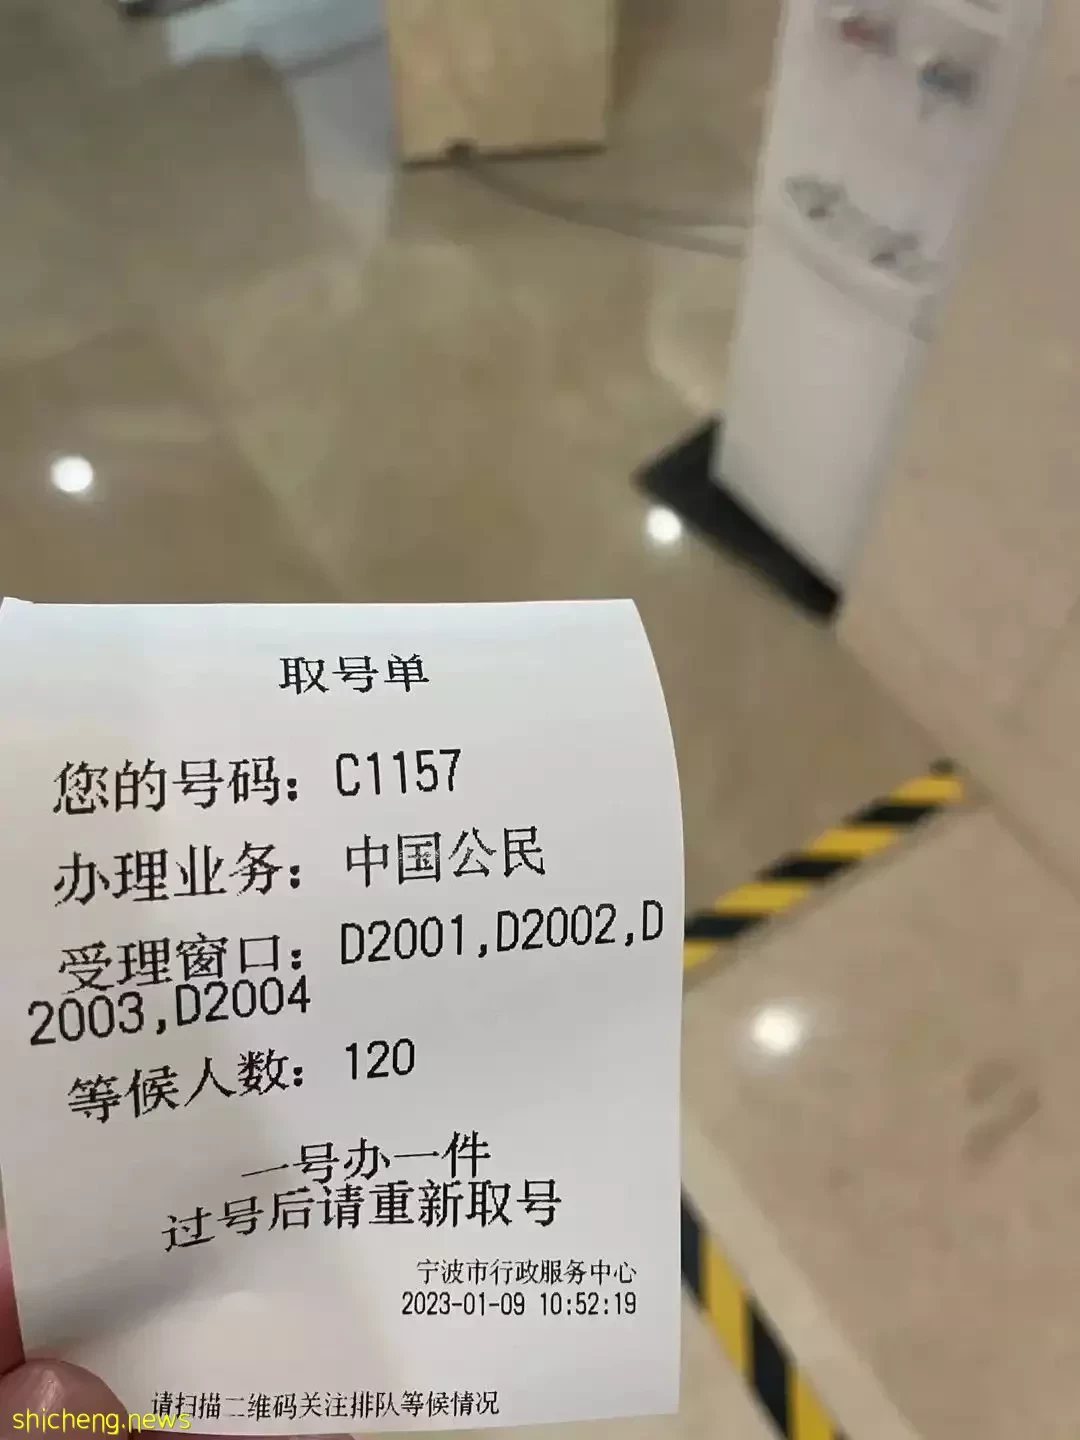 取号单
您的号码：C1157
办理业务：中国公民
受理窗口：D2001,D2002,D
2003,D2004
等候人数：120
一号办一件
过号后请重新取号
宁波市行政服务中心
2023-01-09 10:52:19
请扫描二维码关注排队等候情况
shicheng.news